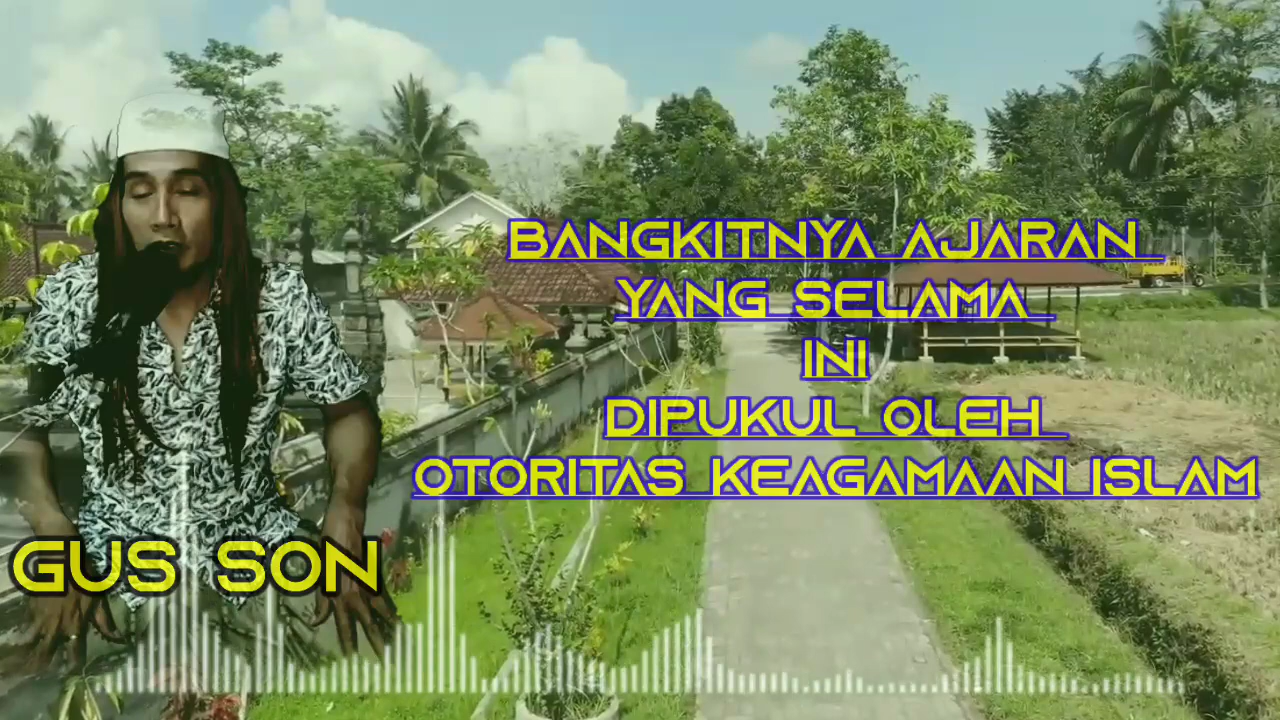 BANGKITNYA AJARAN
YANG SELAMA
INI
DIPUKUL OLEH
OTORITAS KEAGAMAAN ISLAM
GUS SON